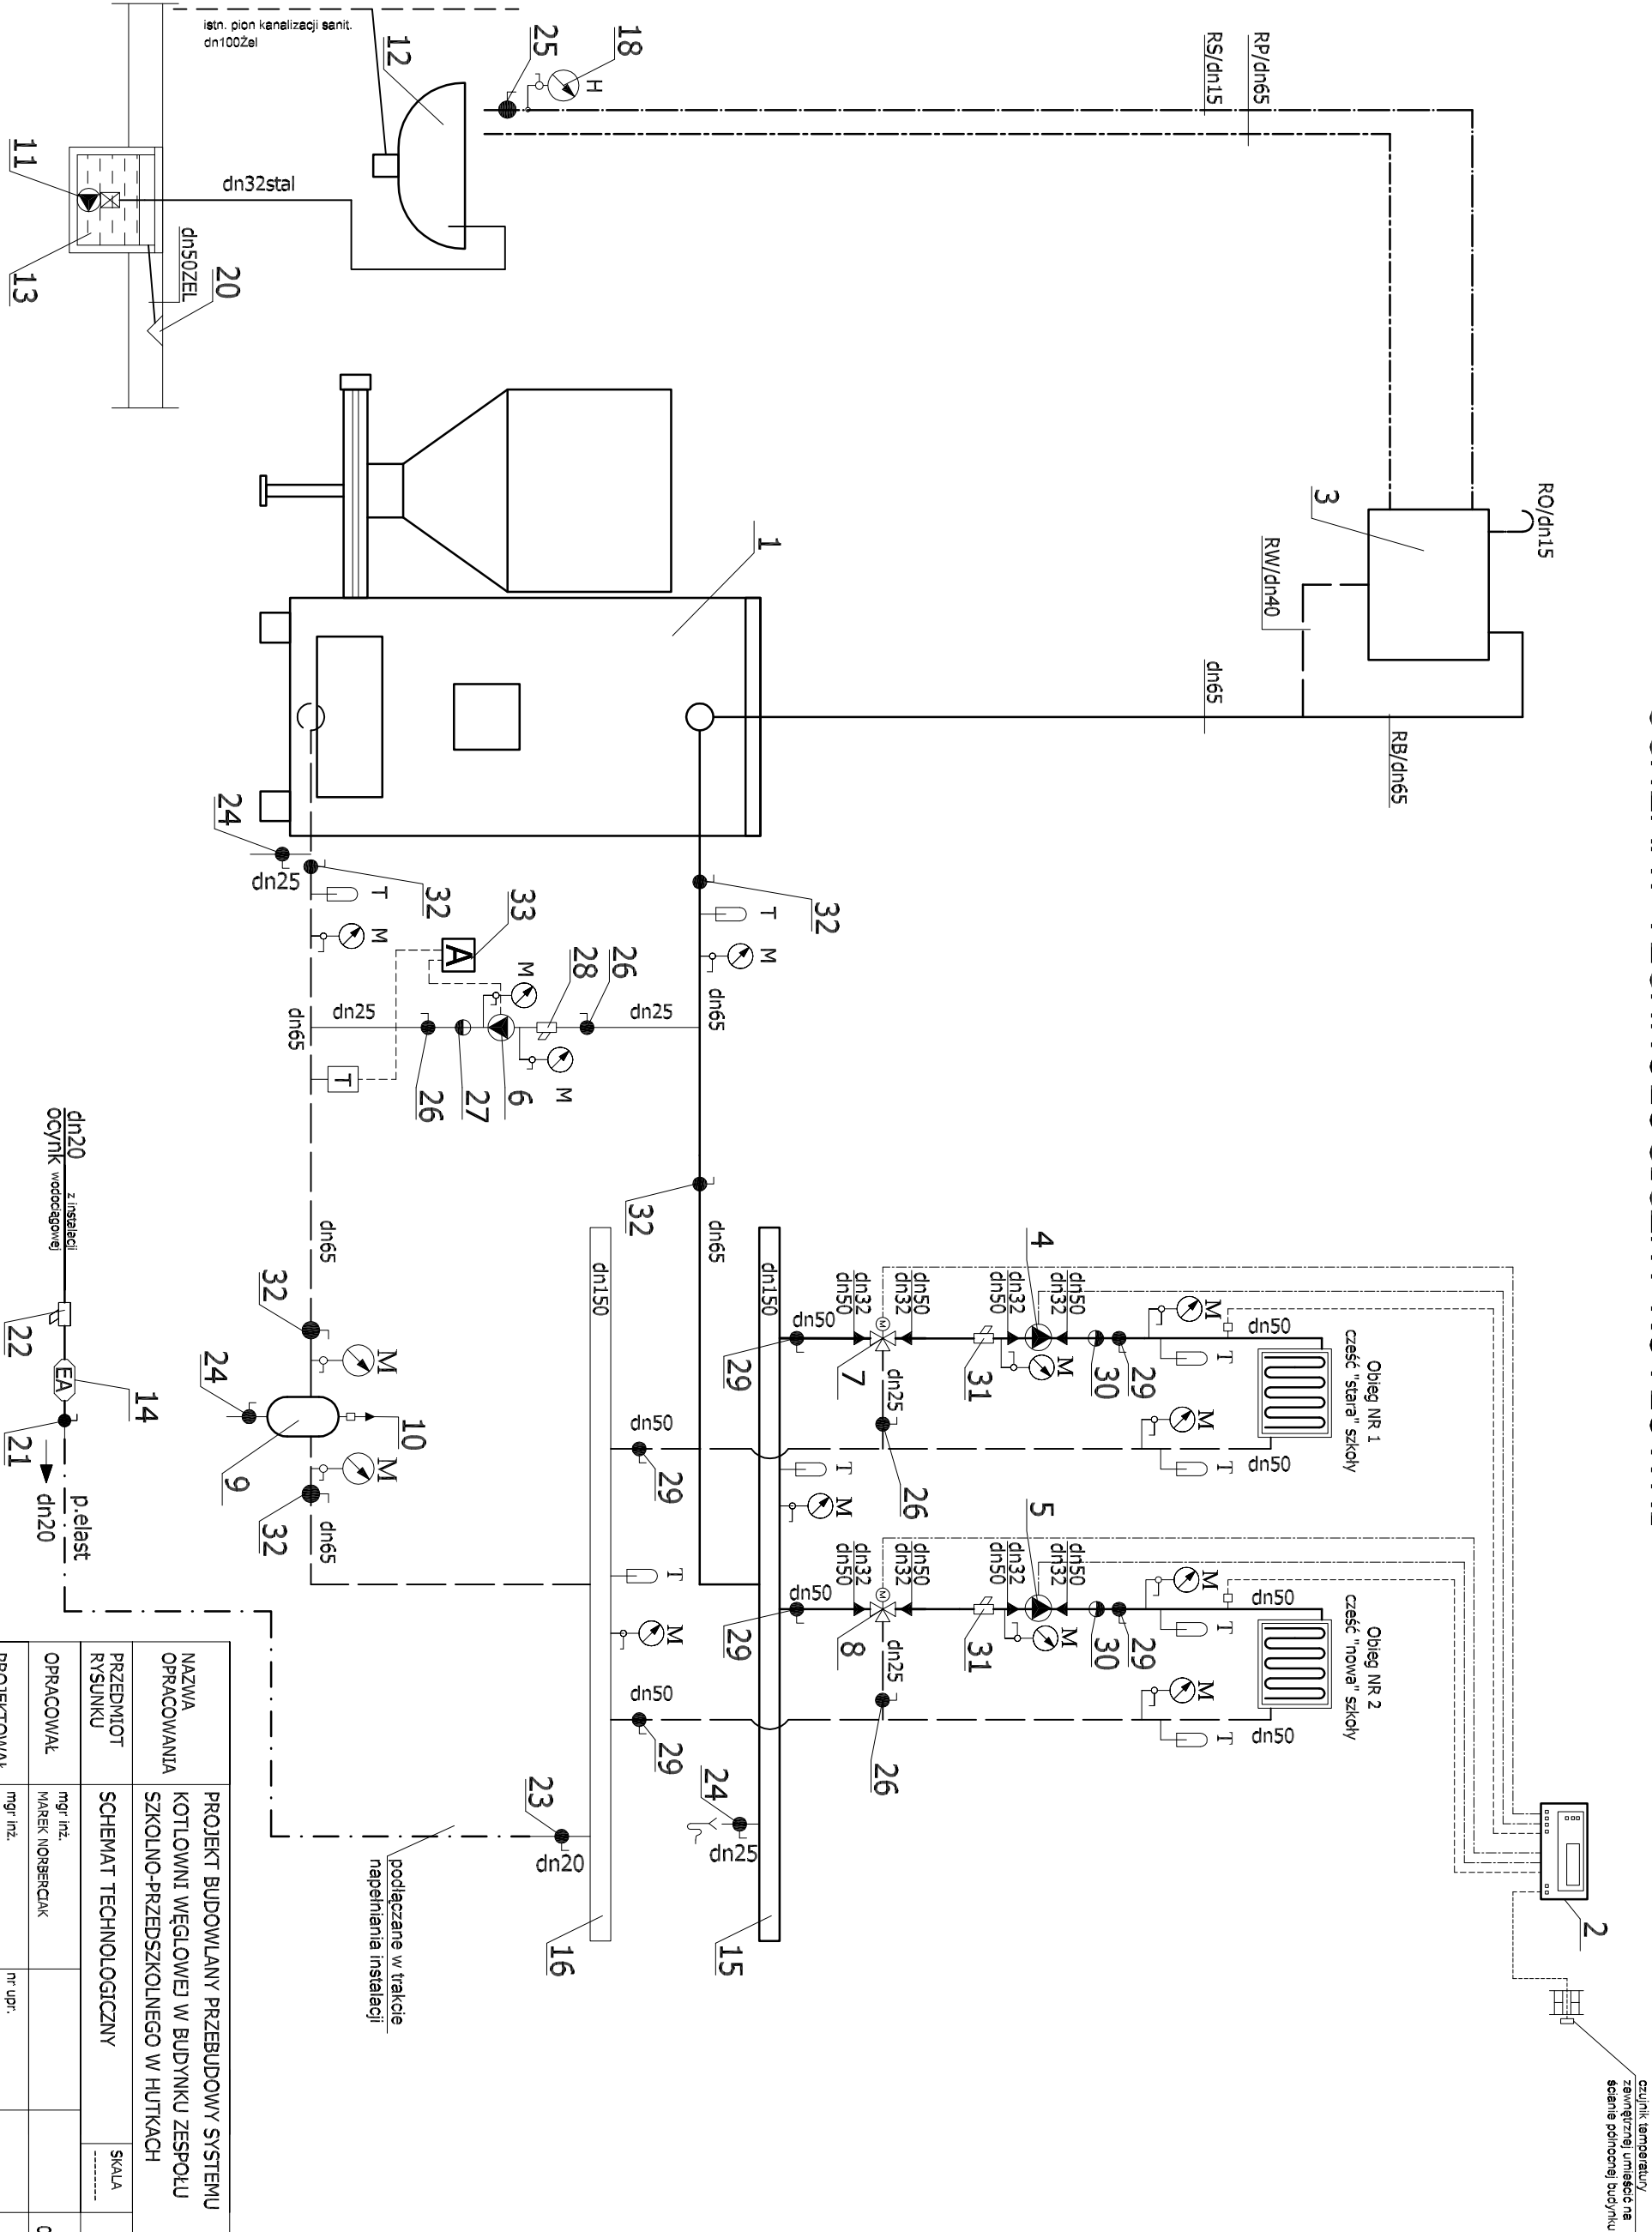 istn. pion kanalizacji sanit.
dn100Żel
12
25
18
H
RS/dn15
RP/dn65
11
dn32stal
dn50ŻEL
13
20
3
RO/dn15
RW/dn40
1
dn65
RB/dn65
24
dn25
32
T
M
33
A
28
26
M
dn25
dn25
dn65
32
T
M
dn65
T
26
27
6
M
32
dn65
dn65
dn20
ocynk
z instalacji
wodociągowej
22
EA
14
21
dn20
p.elast
32
M
24
10
9
M
32
dn65
dn150
dn150
4
dn50
dn32
dn50
dn32
dn50
dn32
dn50
dn32
dn50
M
7
29
31
M
30
29
M
T
dn50
Obieg NR 1
cześć "stara" szkoły
dn25
26
M
T
dn50
dn50
29
T
M
5
dn50
dn32
dn50
dn32
dn50
dn32
dn50
dn32
dn50
M
8
29
31
M
30
29
M
T
dn50
Obieg NR 2
cześć "nowa" szkoły
dn25
26
M
T
dn50
T
M
dn50
29
24
dn25
23
dn20
16
15
podłączane w trakcie
napełniania instalacji
2
czujnik temperatury
zewnętrznej umieścić na
ścianie północnej budynku
NAZWA
OPRACOWANIA
PROJEKT BUDOWLANY PRZEBUDOWY SYSTEMU
KOTŁOWNI WĘGLOWEJ W BUDYNKU ZESPOŁU
SZKOLNO-PRZEDSZKOLNEGO W HUTKACH
PRZEDMIOT
RYSUNKU
SCHEMAT TECHNOLOGICZNY
SKALA
--------
OPRACOWAŁ
mgr inż.
MAREK NORBERCIAK
PROJEKTOWAŁ
mgr inż.
nr upr.